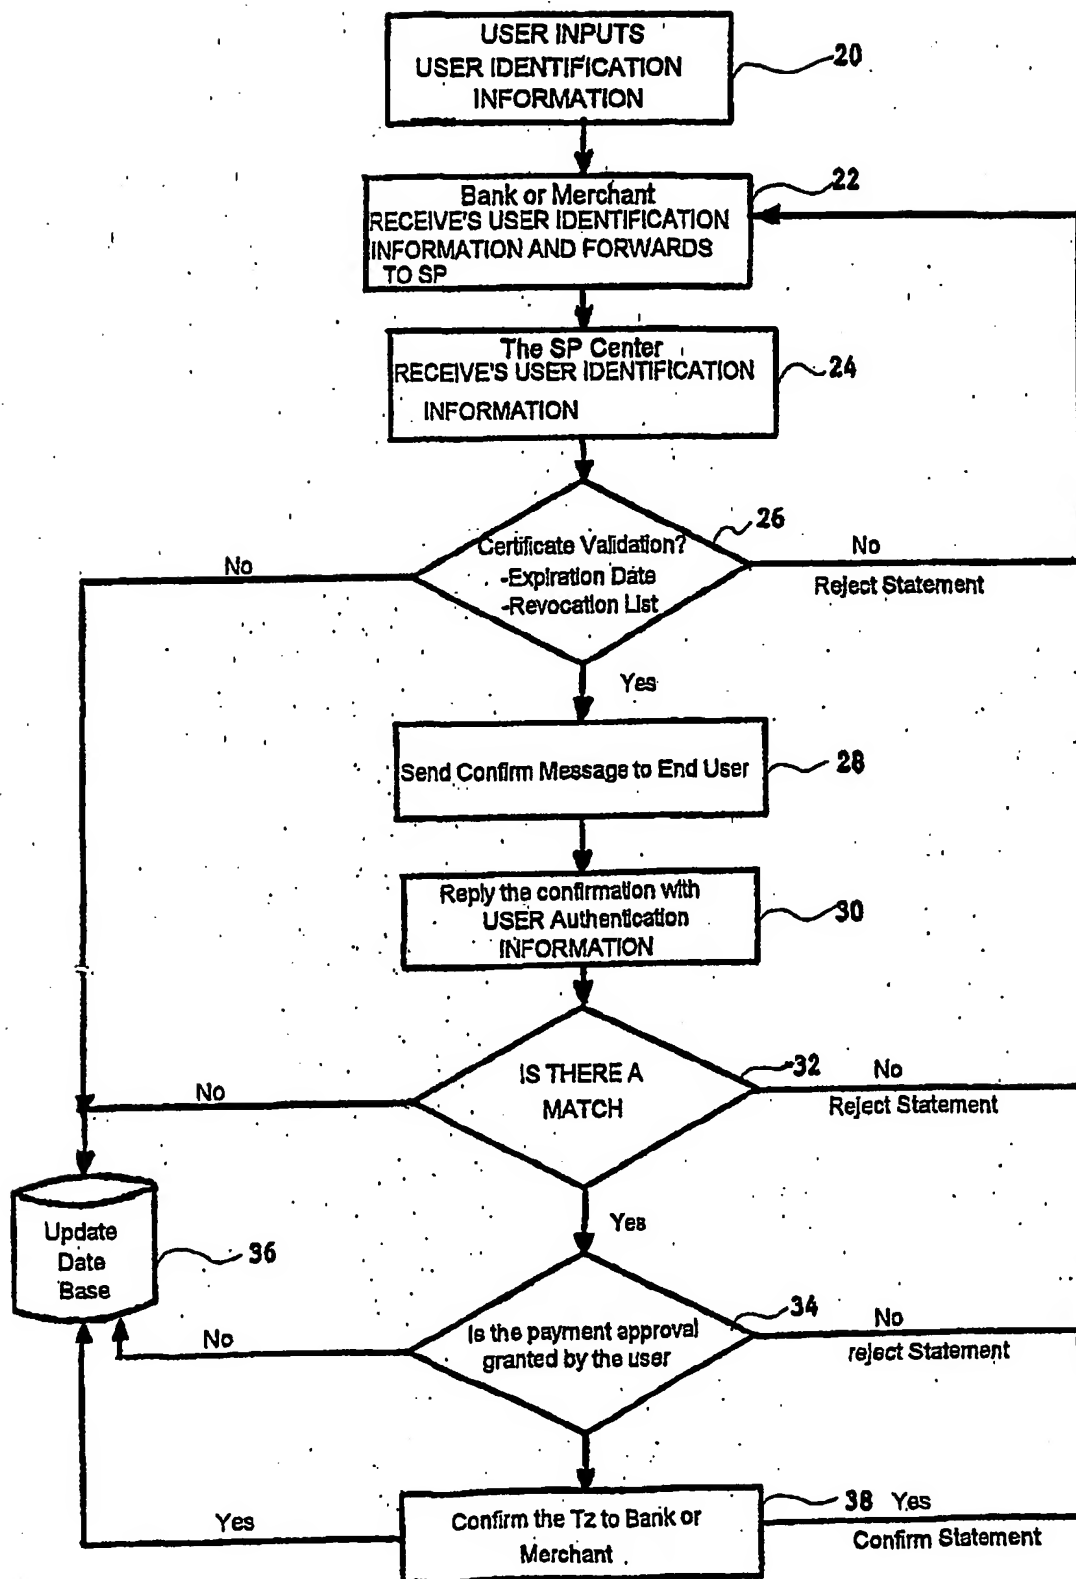 USER INPUTS
USER IDENTIFICATION
INFORMATION
20
Bank or Merchant
RECEIVE'S USER IDENTIFICATION
INFORMATION AND FORWARDS
TO SP
22
The SP Center
RECEIVE'S USER IDENTIFICATION
INFORMATION
24
Certificate Validation?
-Expiration Date
-Revocation List
26
No
No
Reject Statement
Yes
Send Confirm Message to End User
28
Reply the confirmation with
USER Authentication
INFORMATION
30
IS THERE A
MATCH
32
No
No
Reject Statement
Yes
Update
Date
Base
36
Is the payment approval
granted by the user
34
No
No
reject Statement
Confirm the Tz to Bank or
Merchant
38
Yes
Yes
Confirm Statement